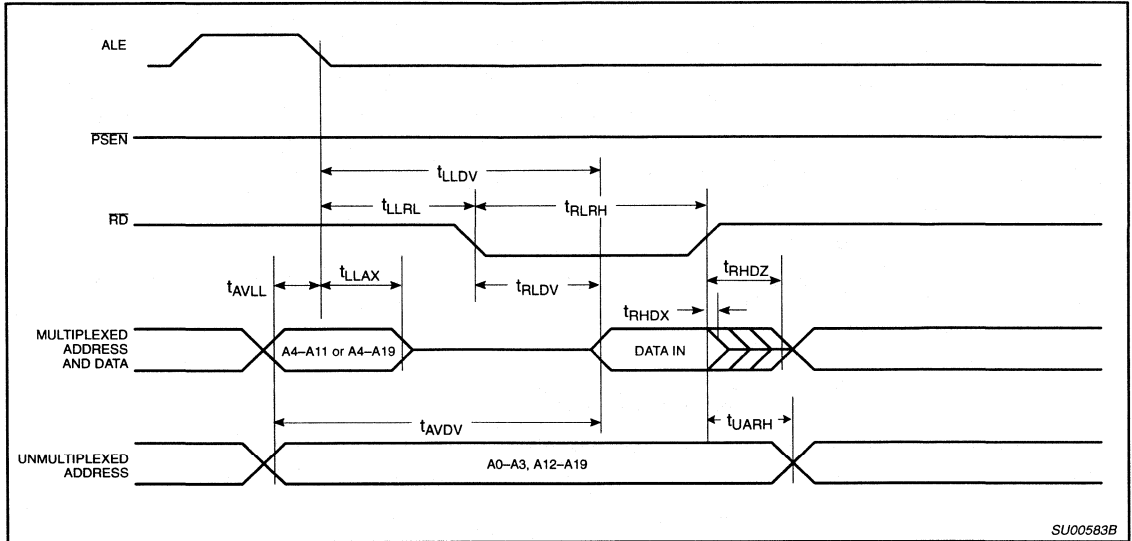 ALE
PSEN
tLLDV
tLLRL
tRLRH
RD
tAVLL
tLLAX
tRLDV
tRHDZ
tRHDX
MULTIPLEXED
ADDRESS
AND DATA
A4–A11 or A4–A19
DATA IN
tAVDV
tUARH
UNMULTIPLEXED
ADDRESS
A0–A3, A12–A19
SU00583B